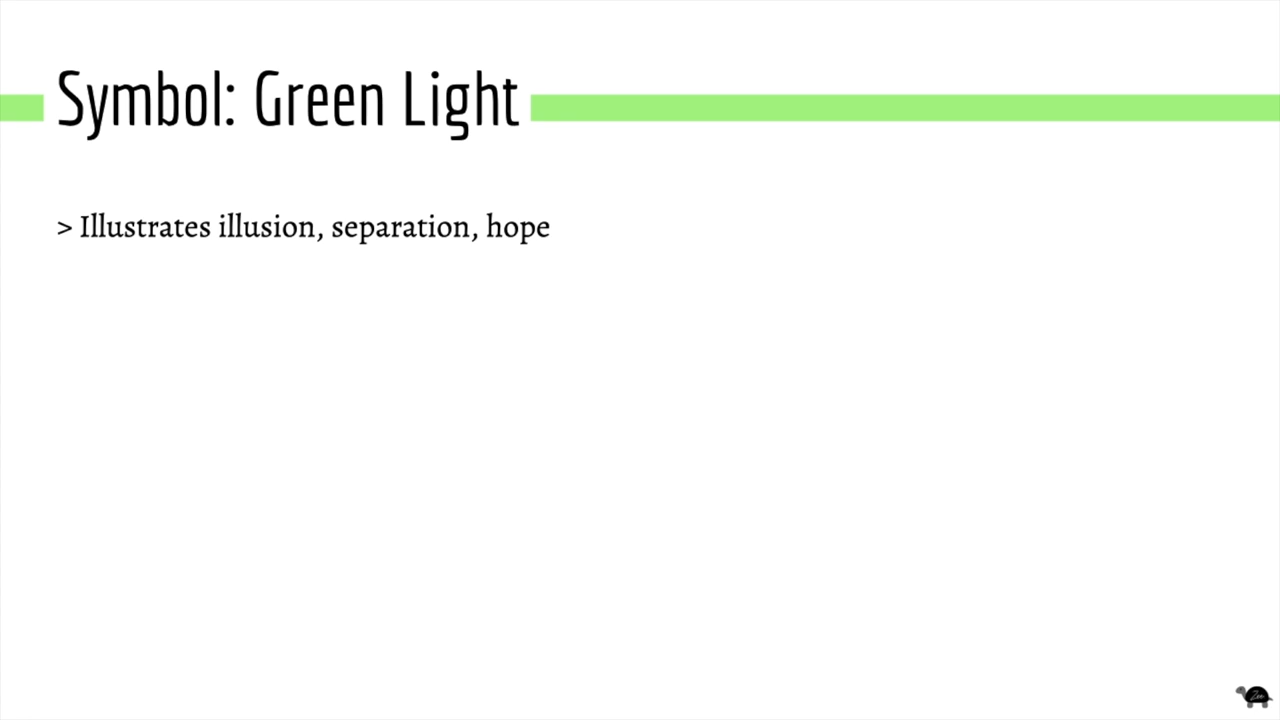 Symbol: Green Light
> Illustrates illusion, separation, hope